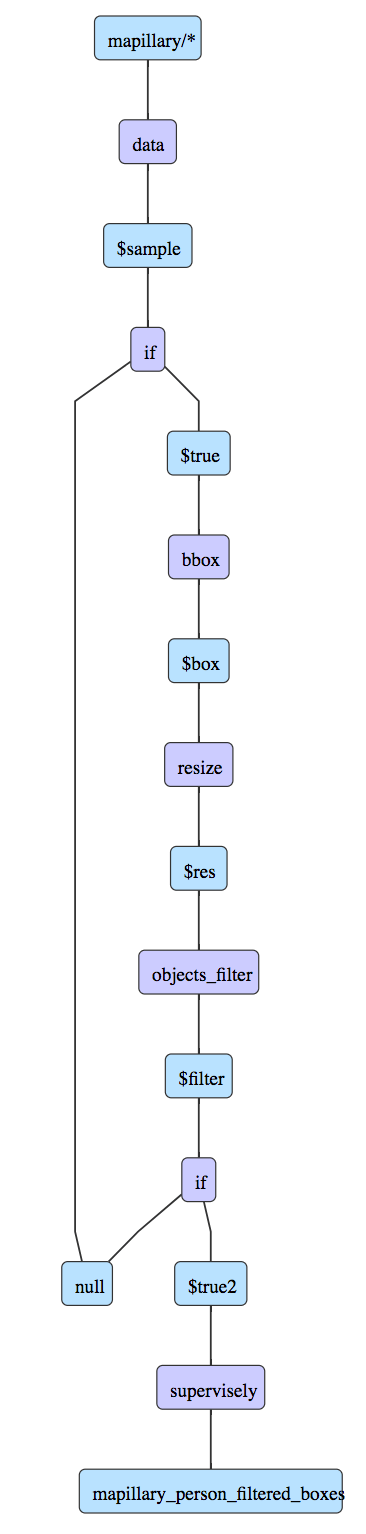 mapillary/*
data
$sample
if
$true
bbox
$box
resize
$res
objects_filter
$filter
if
null
$true2
supervisely
mapillary_person_filtered_boxes